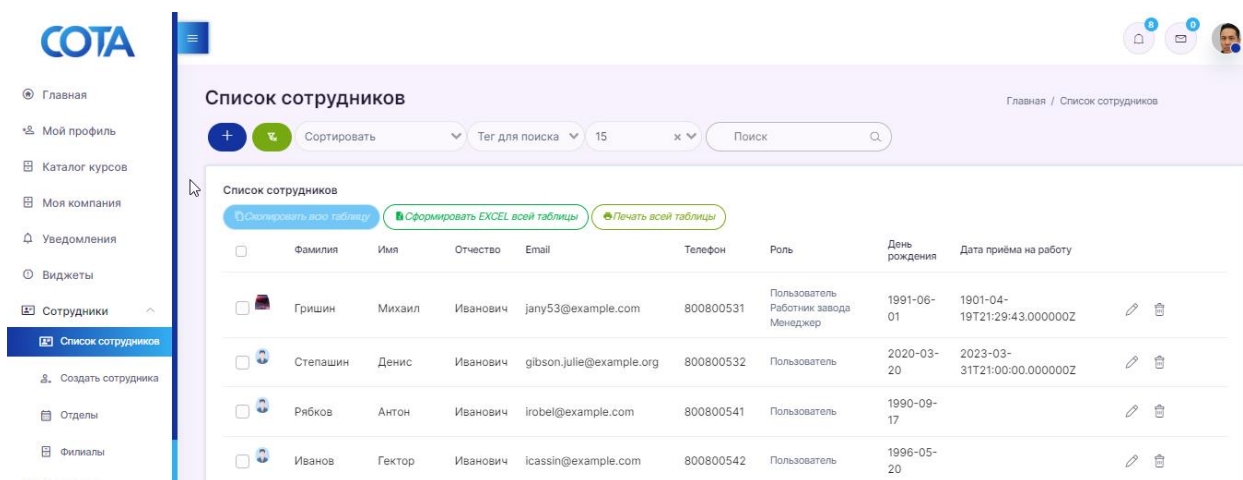 COTA
8
0
Главная
Мой профиль
Каталог курсов
Моя компания
Уведомления
Виджеты
Сотрудники
Список сотрудников
Создать сотрудника
Отделы
Филиалы
Список сотрудников
Главная / Список сотрудников
+ Сортировать Тег для поиска 15 x Поиск
Список сотрудников
Скопировать всю таблицу Сформировать EXCEL всей таблицы Печать всей таблицы
Фамилия Имя Отчество Email Телефон Роль День рождения Дата приёма на работу
Гришин Михаил Иванович jany53@example.com 800800531 Пользователь Работник завода Менеджер 1991-06-01 1901-04-19T21:29:43.000000Z
Степашин Денис Иванович gibson.julie@example.org 800800532 Пользователь 2020-03-20 2023-03-31T21:00:00.000000Z
Рябков Антон Иванович irobel@example.com 800800541 Пользователь 1990-09-17
Иванов Гектор Иванович icassin@example.com 800800542 Пользователь 1996-05-20